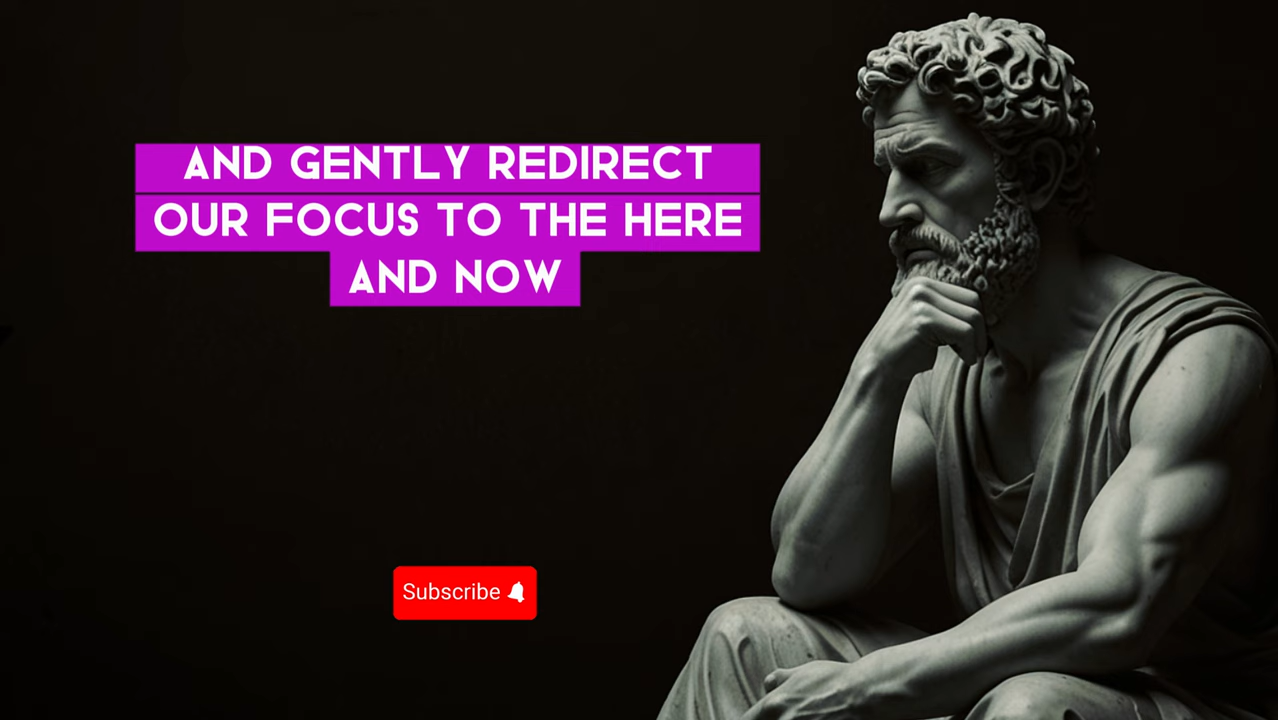 AND GENTLY REDIRECT
OUR FOCUS TO THE HERE
AND NOW
Subscribe